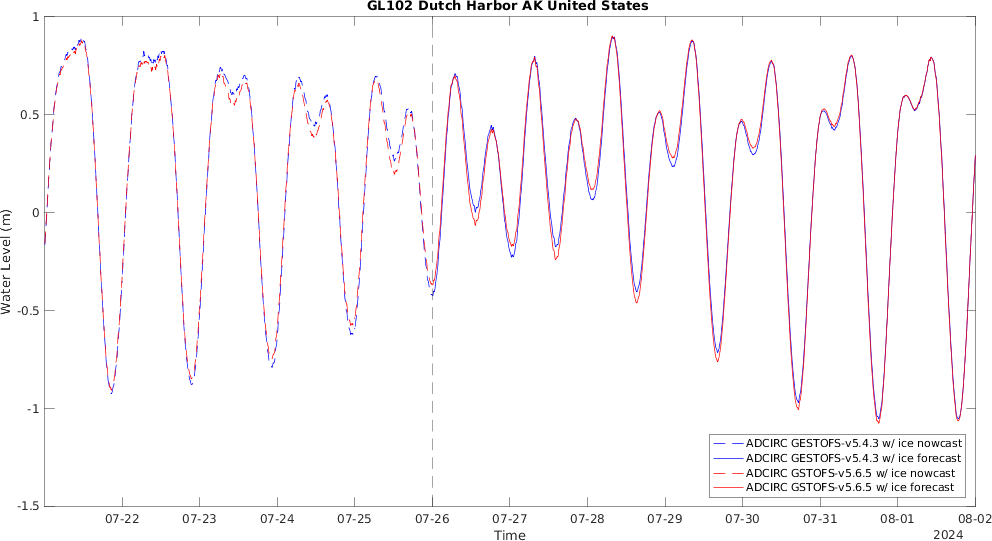 GL102 Dutch Harbor AK United States
1
0.5
0
-0.5
-1
-1.5
Water Level (m)
ADCIRC GESTOFS-v5.4.3 w/ ice nowcast
ADCIRC GESTOFS-v5.4.3 w/ ice forecast
ADCIRC GSTOFS-v5.6.5 w/ ice nowcast
ADCIRC GSTOFS-v5.6.5 w/ ice forecast
07-22 07-23 07-24 07-25 07-26 07-27 07-28 07-29 07-30 07-31 08-01 08-02
Time
2024